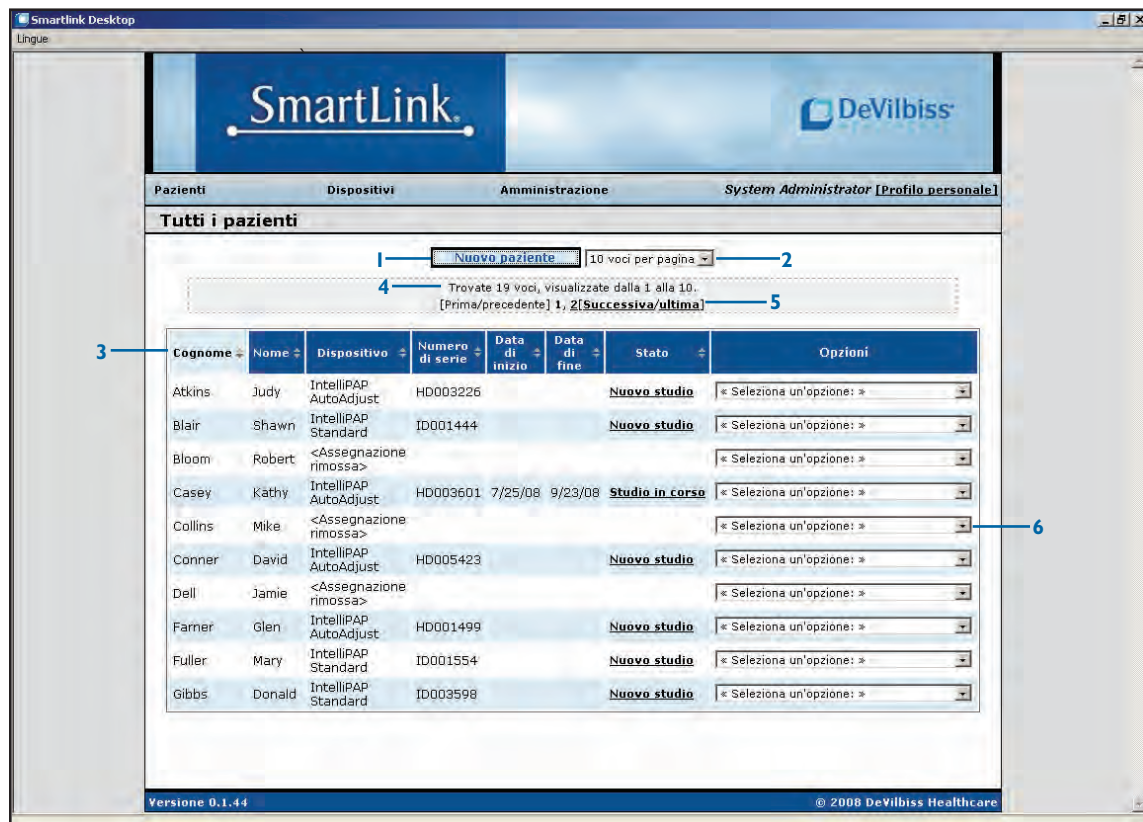 Smartlink Desktop
Lingue
SmartLink®
DeVilbiss®
Pazienti Dispositivi Amministrazione System Administrator [Profilo personale]
Tutti i pazienti
1 Nuovo paziente 10 voci per pagina 2
4 Trovate 19 voci, visualizzate dalla 1 alla 10.
[Prima/precedente] 1, 2[Successiva/ultima] 5
3 Cognome Nome Dispositivo Numero di serie Data di inizio Data di fine Stato Opzioni
Atkins Judy IntelliPAP AutoAdjust HD003226 Nuovo studio « Seleziona un'opzione: »
Blair Shawn IntelliPAP Standard ID001444 Nuovo studio « Seleziona un'opzione: »
Bloom Robert <Assegnazione rimossa> « Seleziona un'opzione: »
Casey Kathy IntelliPAP AutoAdjust HD003601 7/25/08 9/23/08 Studio in corso « Seleziona un'opzione: »
Collins Mike <Assegnazione rimossa> « Seleziona un'opzione: » 6
Conner David IntelliPAP AutoAdjust HD005423 Nuovo studio « Seleziona un'opzione: »
Dell Jamie <Assegnazione rimossa> « Seleziona un'opzione: »
Farner Glen IntelliPAP AutoAdjust HD001499 Nuovo studio « Seleziona un'opzione: »
Fuller Mary IntelliPAP Standard ID001554 Nuovo studio « Seleziona un'opzione: »
Gibbs Donald IntelliPAP Standard ID003598 Nuovo studio « Seleziona un'opzione: »
Versione 0.1.44 © 2008 DeVilbiss Healthcare